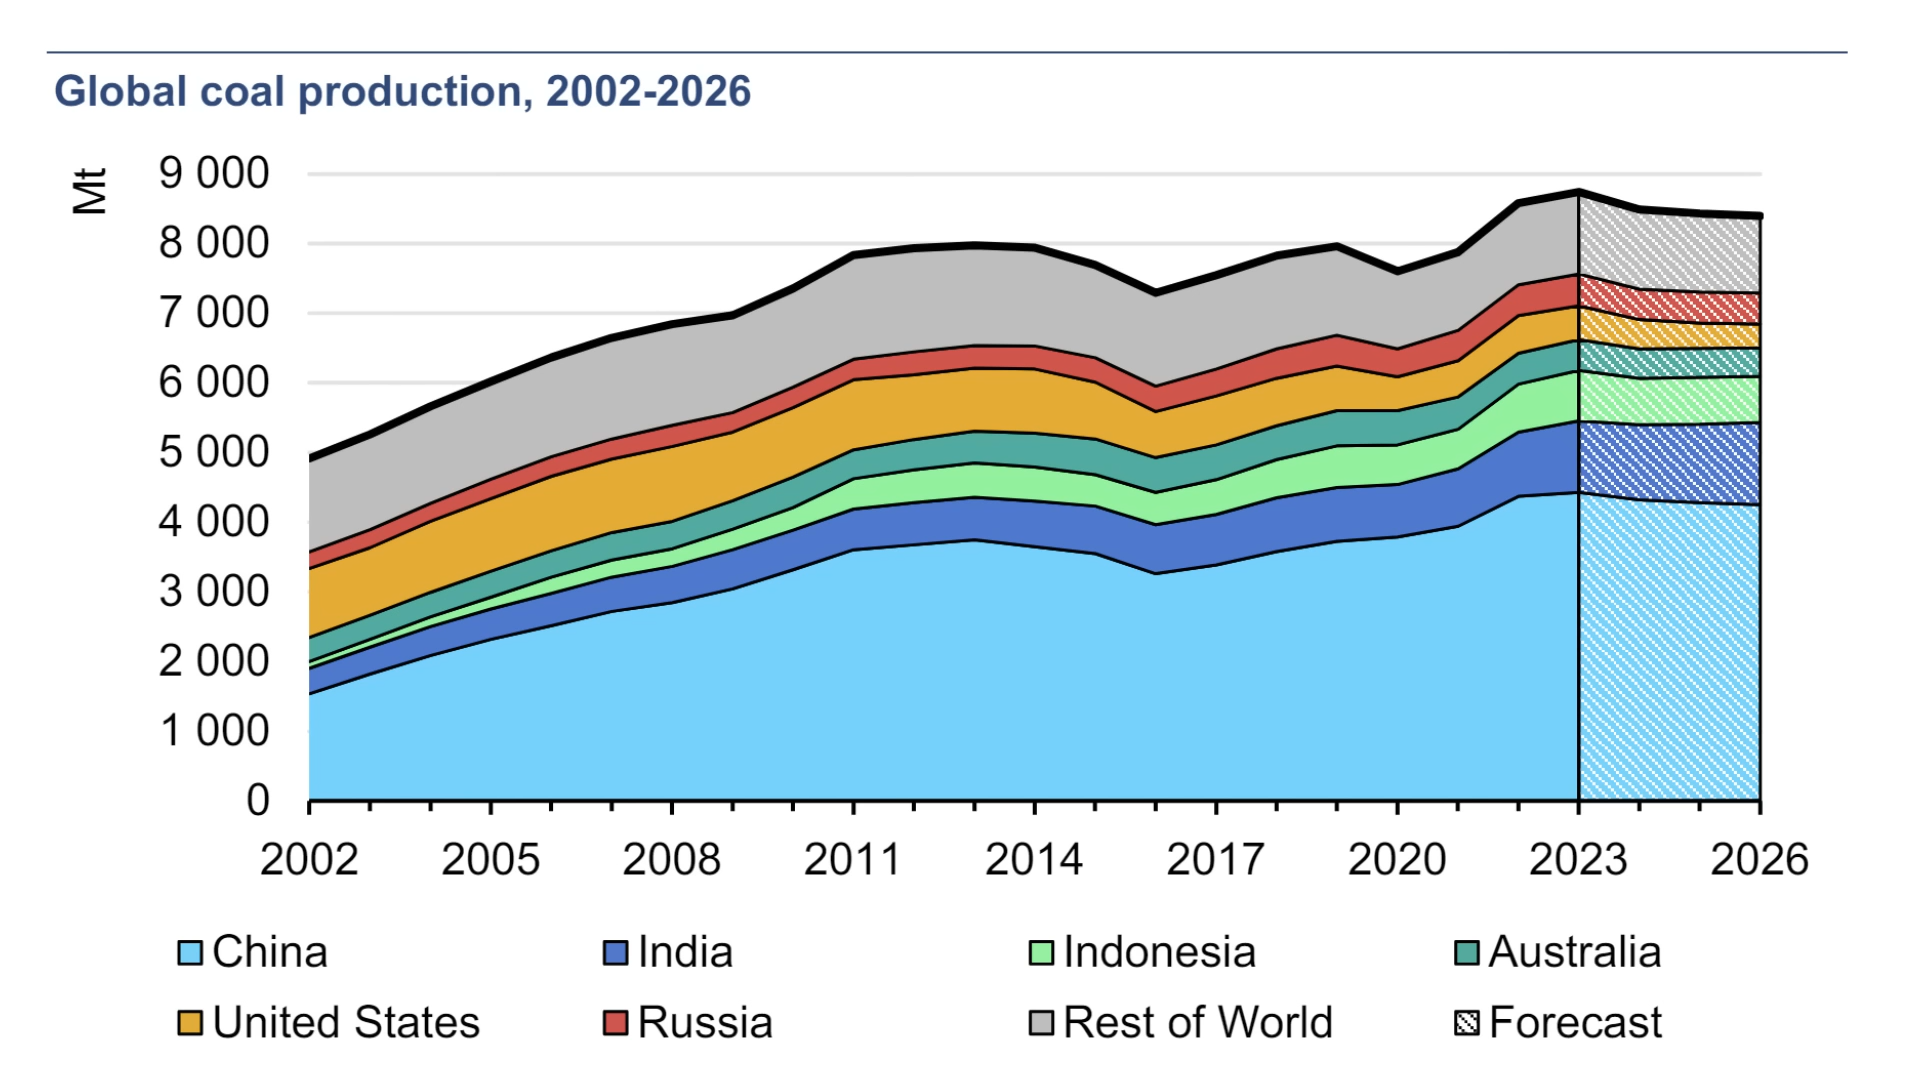 Global coal production, 2002-2026
Mt
9 000
8 000
7 000
6 000
5 000
4 000
3 000
2 000
1 000
0
2002 2005 2008 2011 2014 2017 2020 2023 2026
China India Indonesia Australia
United States Russia Rest of World Forecast